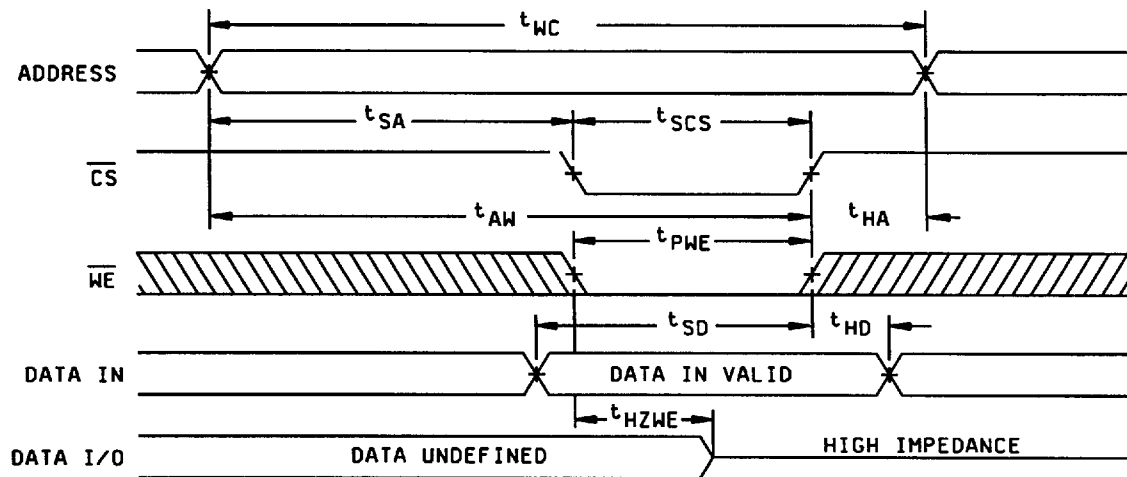 tWC
ADDRESS
tSA
tSCS
CS
tAW
tHA
tPWE
WE
tSD
tHD
DATA IN
DATA IN VALID
tHZWE
DATA I/O
DATA UNDEFINED
HIGH IMPEDANCE